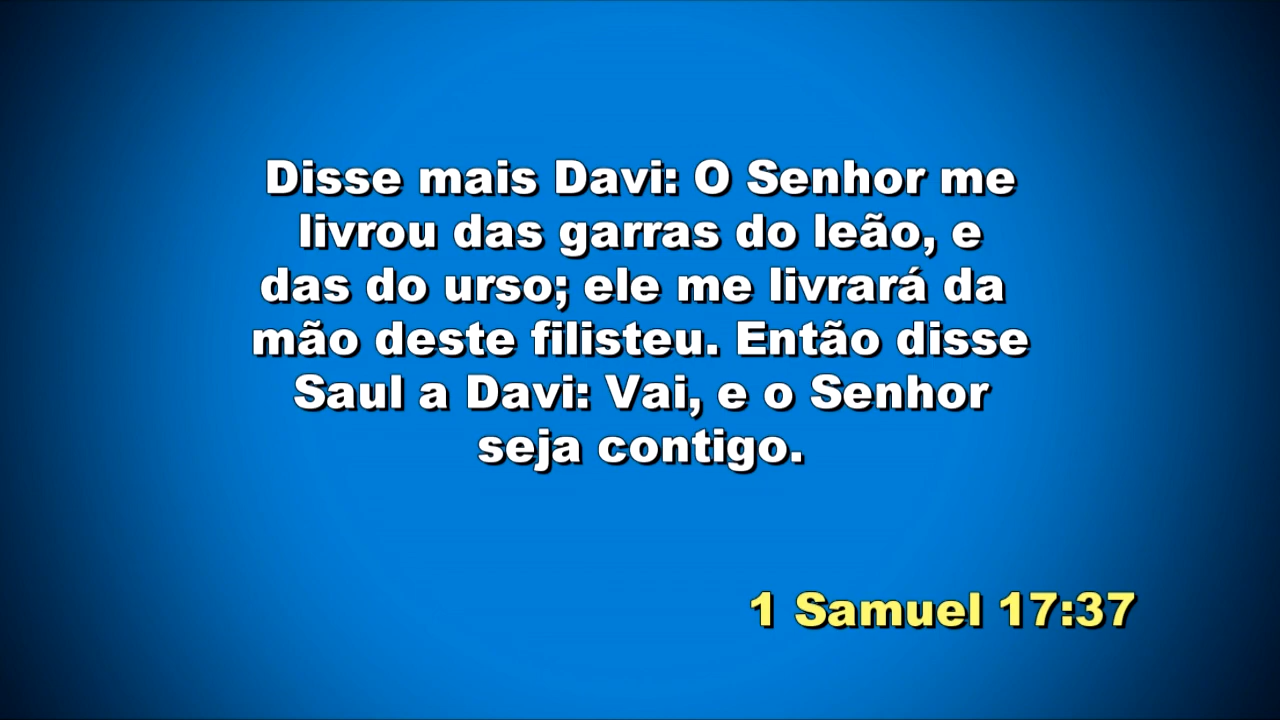 Disse mais Davi: O Senhor me
livrou das garras do leão, e
das do urso; ele me livrará da
mão deste filisteu. Então disse
Saul a Davi: Vai, e o Senhor
seja contigo.
1 Samuel 17:37